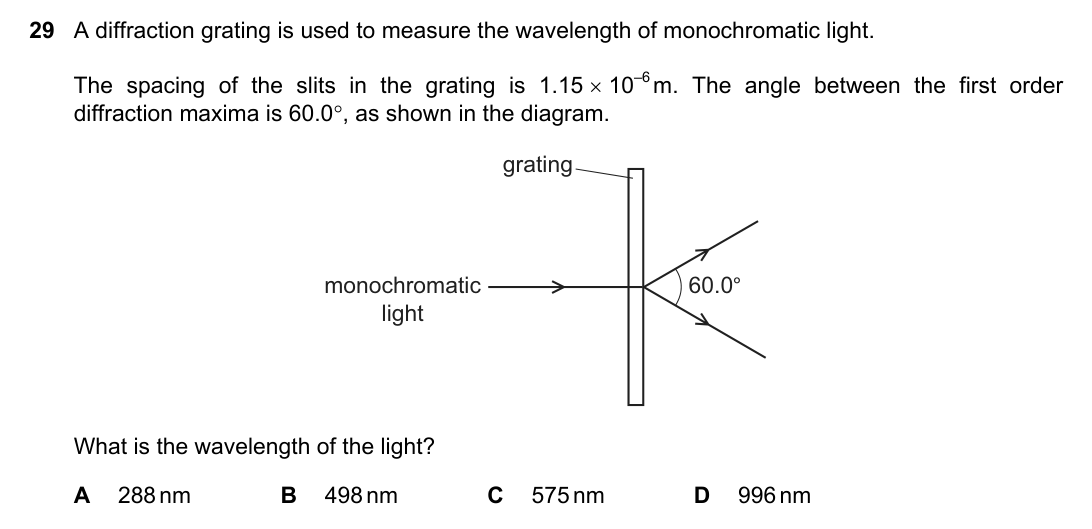 29 A diffraction grating is used to measure the wavelength of monochromatic light.
The spacing of the slits in the grating is 1.15 × 10⁻⁶ m. The angle between the first order
diffraction maxima is 60.0°, as shown in the diagram.
grating
monochromatic
light
60.0°
What is the wavelength of the light?
A 288 nm B 498 nm C 575 nm D 996 nm